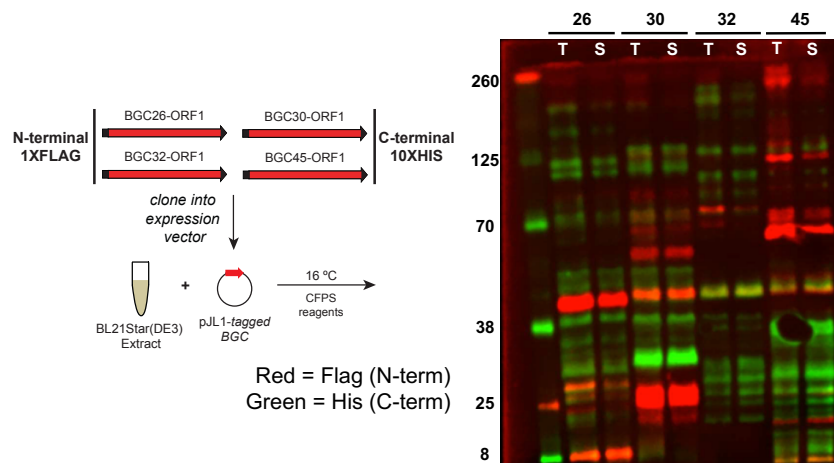 BGC26-ORF1
BGC30-ORF1
N-terminal
1XFLAG
C-terminal
10XHIS
BGC32-ORF1
BGC45-ORF1
clone into
expression
vector
+
16 ºC
CFPS
reagents
BL21Star(DE3)
Extract
pJL1-tagged
BGC
Red = Flag (N-term)
Green = His (C-term)
26 30 32 45
T S T S T S T S
260
125
70
38
25
8